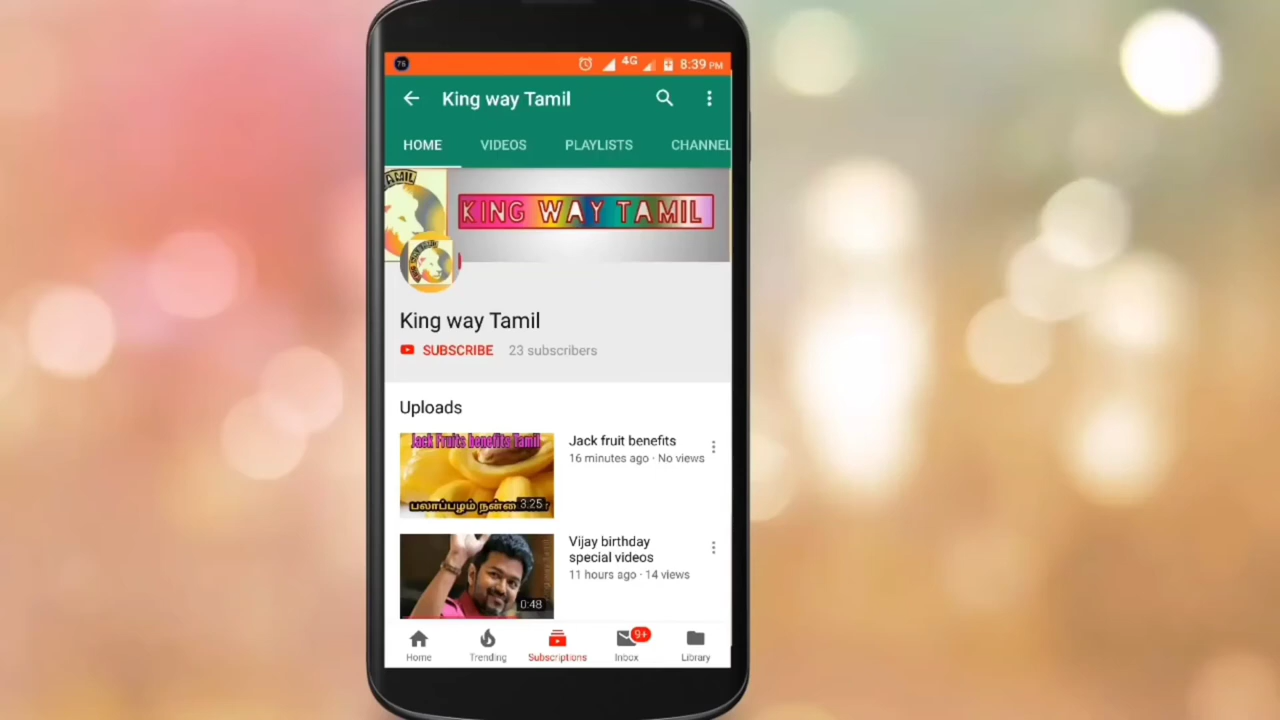 76
4G
8:39 PM
King way Tamil
HOME VIDEOS PLAYLISTS CHANNEL
AMIL
KING WAY TAMIL
King way Tamil
SUBSCRIBE 23 subscribers
Uploads
Jack Fruits benefits Tamil
பலாப்பழம்
3:25
Jack fruit benefits
16 minutes ago · No views
0:48
Vijay birthday
special videos
11 hours ago · 14 views
9+
Home Trending Subscriptions Inbox Library